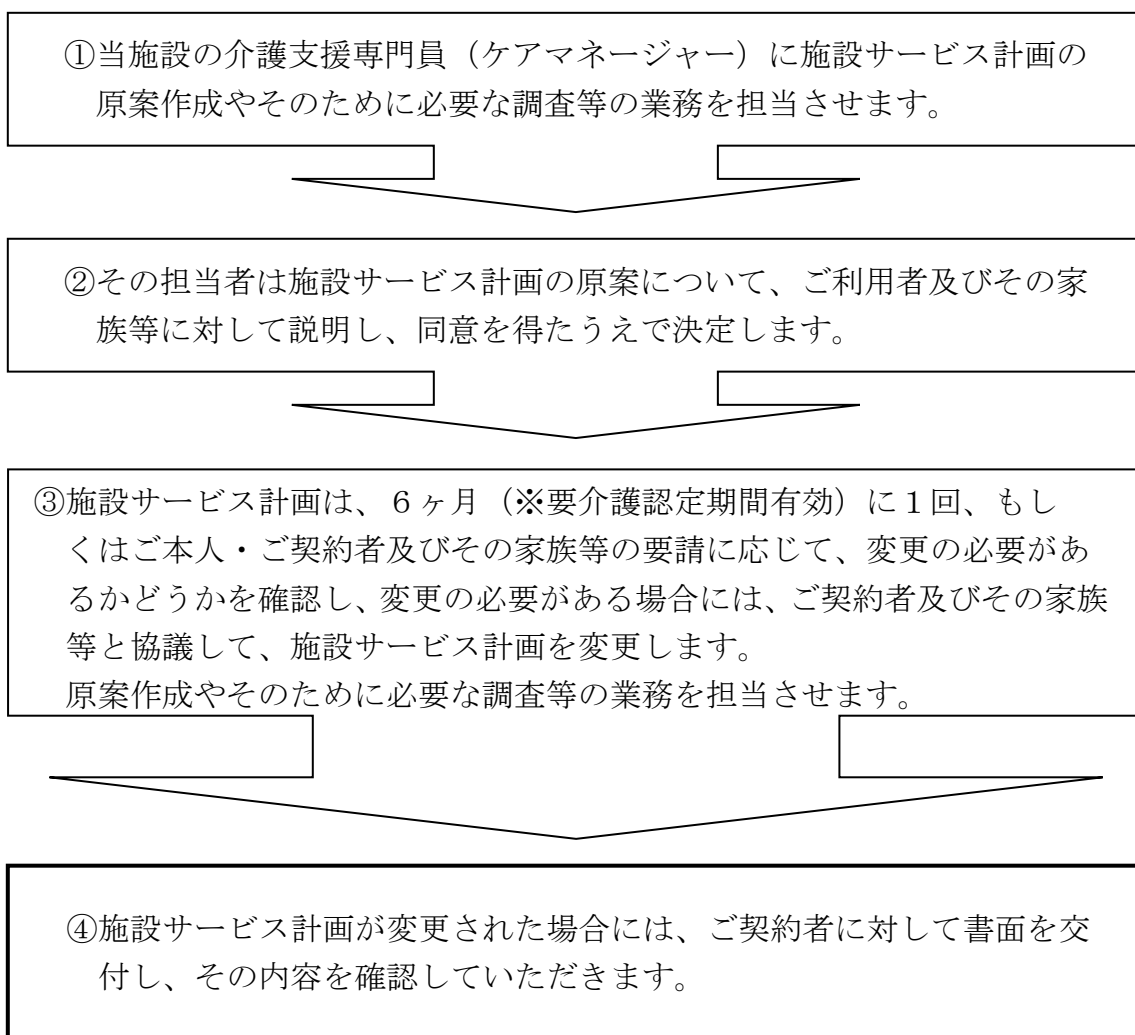 ①当施設の介護支援専門員（ケアマネージャー）に施設サービス計画の
原案作成やそのために必要な調査等の業務を担当させます。
②その担当者は施設サービス計画の原案について、ご利用者及びその家
族等に対して説明し、同意を得たうえで決定します。
③施設サービス計画は、６ヶ月（※要介護認定期間有効）に１回、もし
くはご本人・ご契約者及びその家族等の要請に応じて、変更の必要があ
るかどうかを確認し、変更の必要がある場合には、ご契約者及びその家族
等と協議して、施設サービス計画を変更します。
原案作成やそのために必要な調査等の業務を担当させます。
④施設サービス計画が変更された場合には、ご契約者に対して書面を交
付し、その内容を確認していただきます。